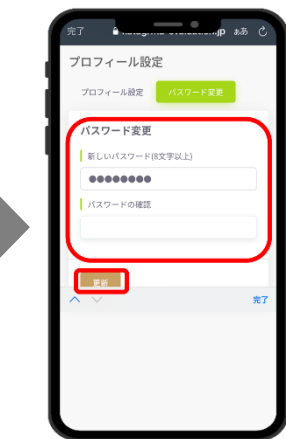 完了 ぁあ
プロフィール設定
プロフィール設定 パスワード変更
パスワード変更
新しいパスワード(8文字以上)
●●●●●●●●
パスワードの確認
更新
完了